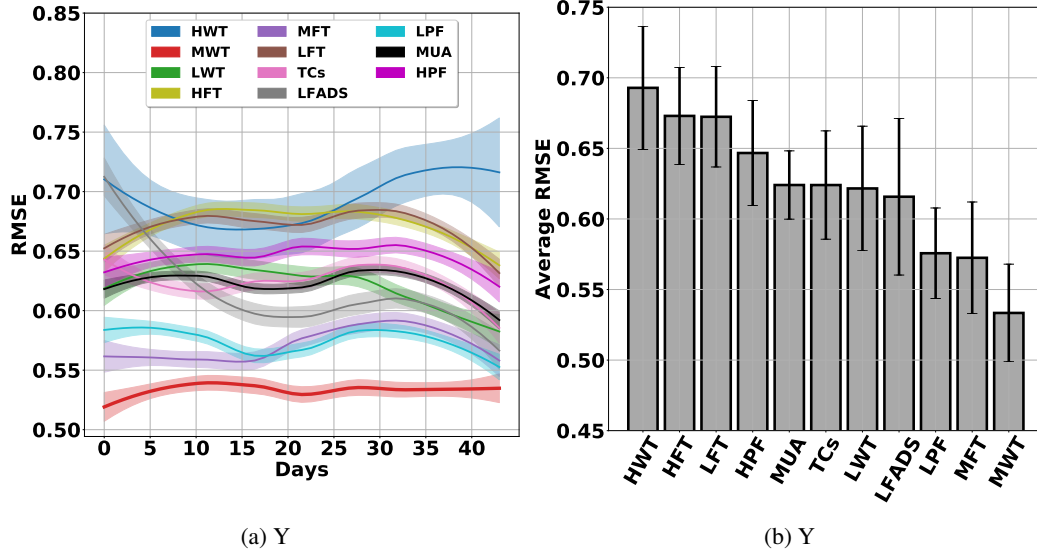 0.85
0.80
0.75
0.70
0.65
0.60
0.55
0.50
RMSE
HWT MFT LPF
MWT LFT MUA
LWT TCs HPF
HFT LFADS
0 5 10 15 20 25 30 35 40
Days
(a) Y
0.75
0.70
0.65
0.60
0.55
0.50
0.45
Average RMSE
HWT HFT LFT HPF MUA TCs LWT LFADS LPF MFT MWT
(b) Y